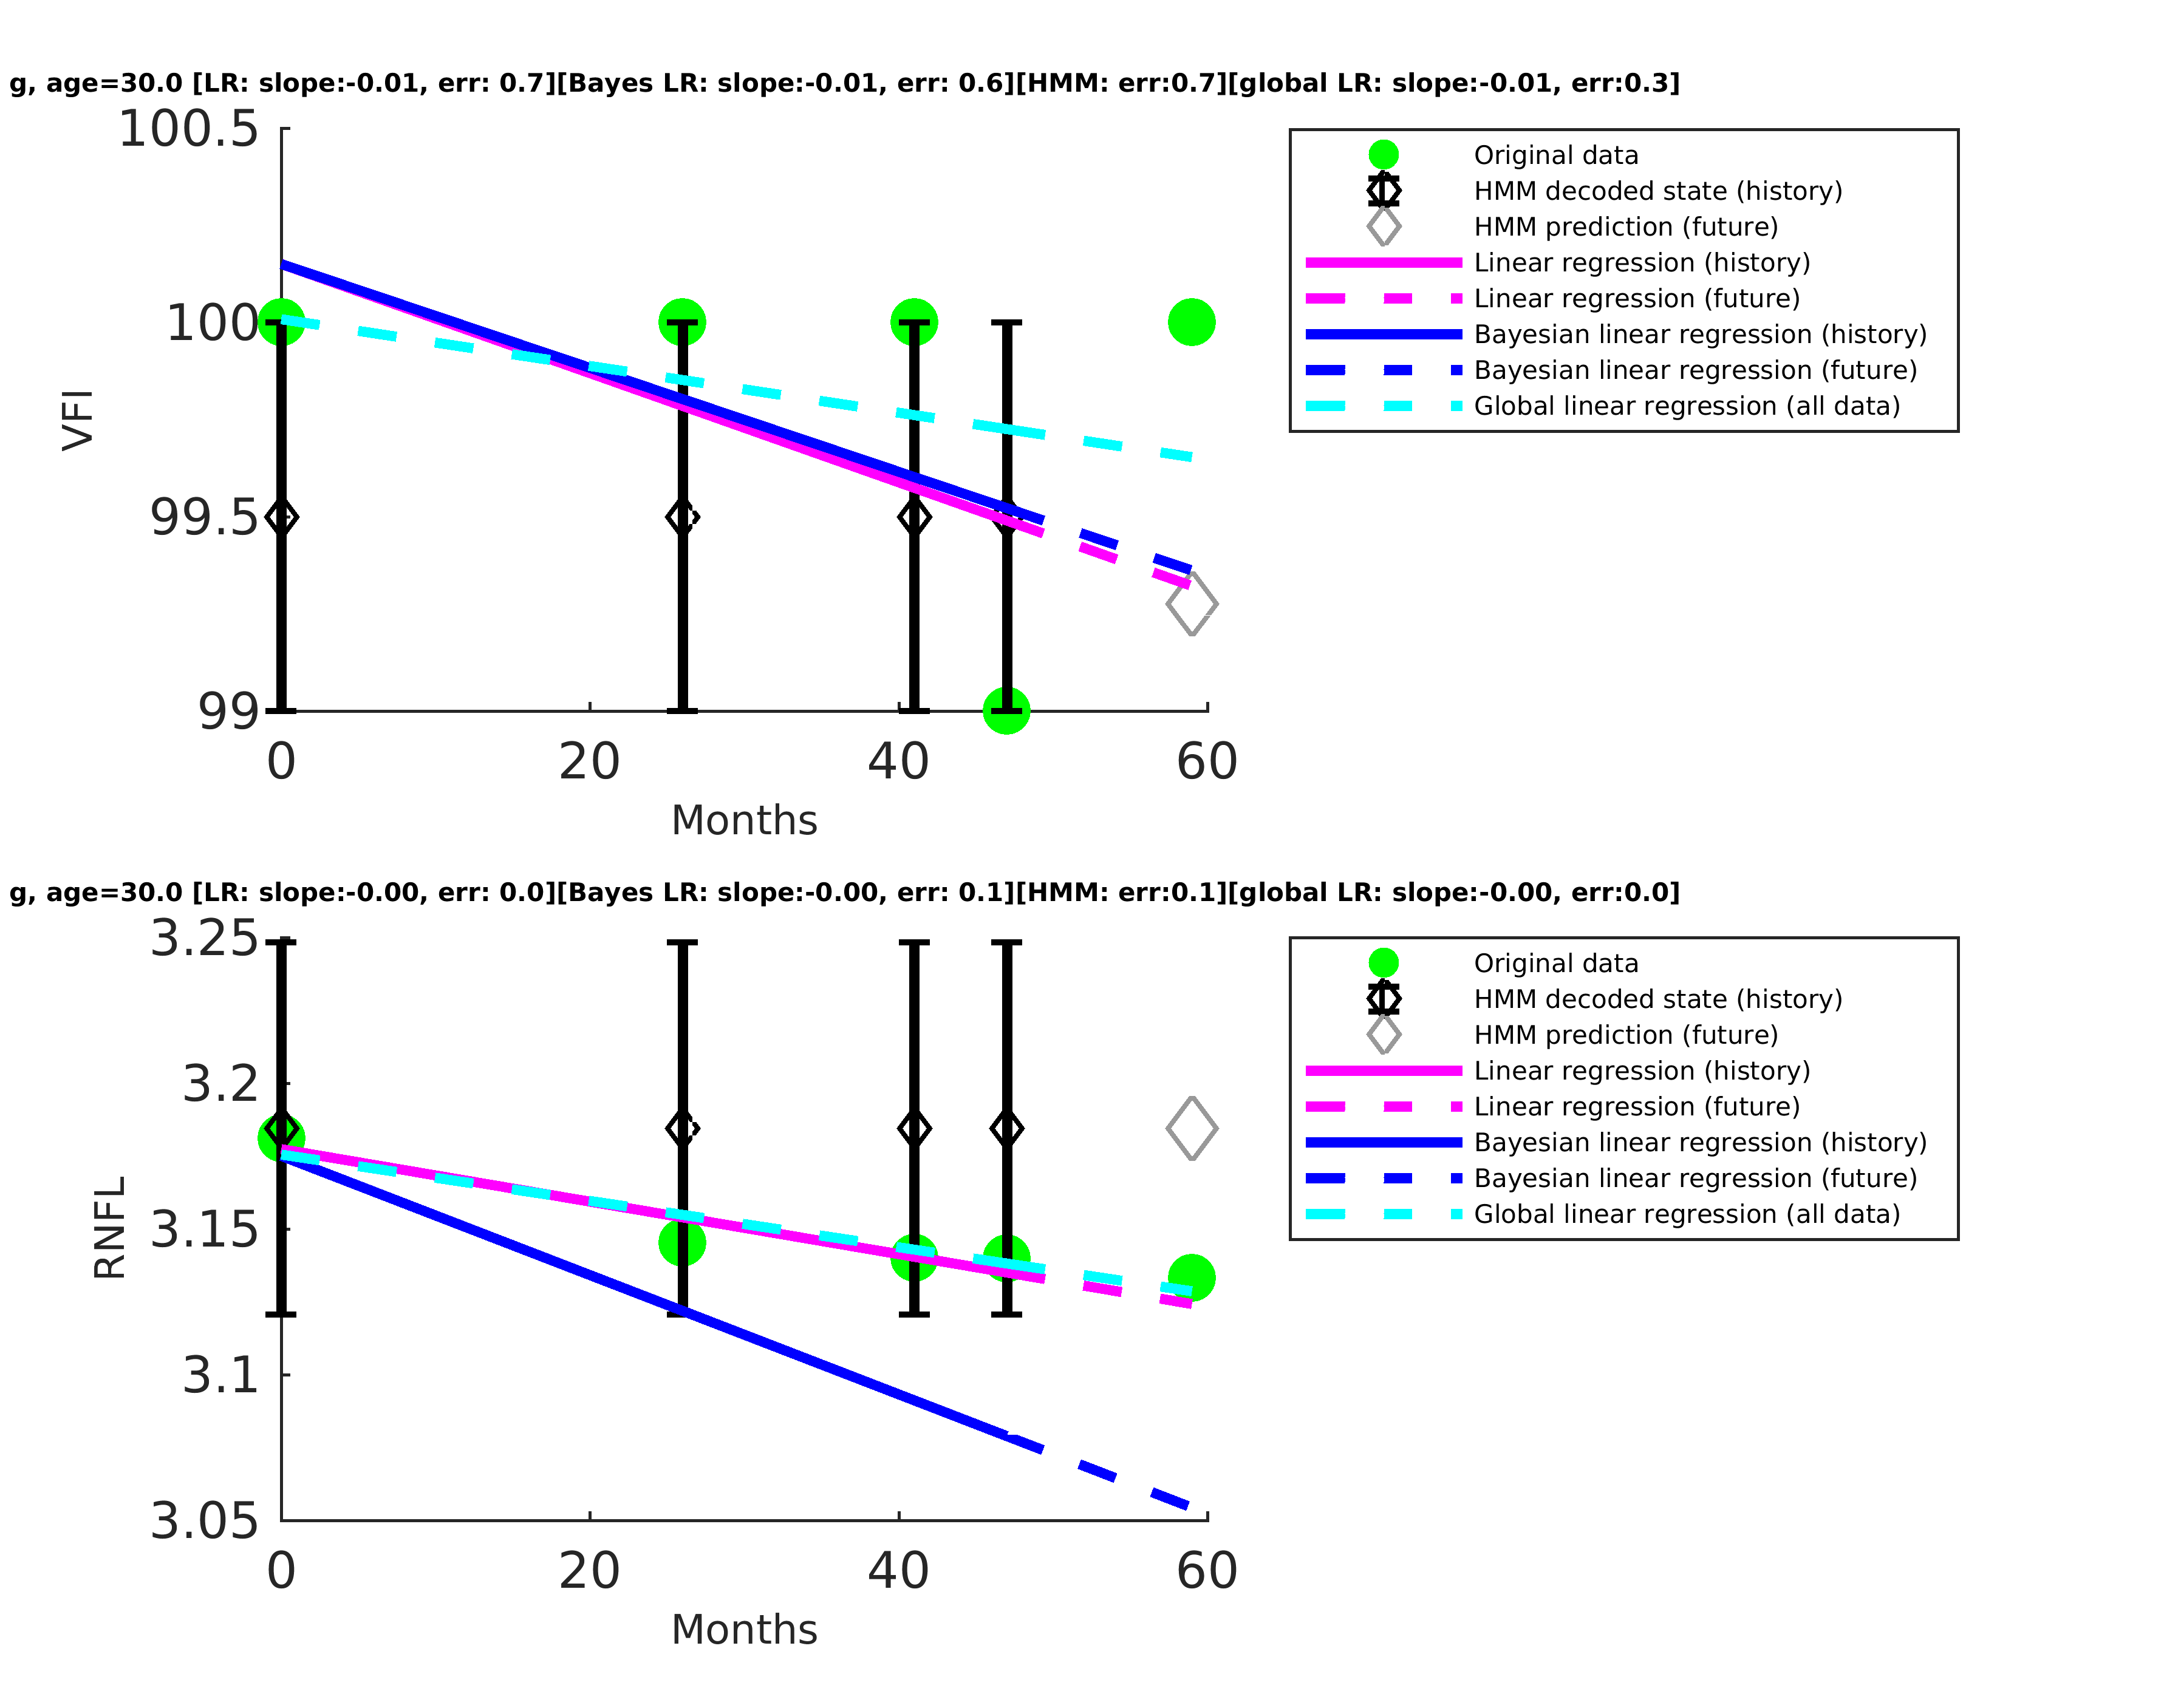 g, age=30.0 [LR: slope:-0.01, err: 0.7][Bayes LR: slope:-0.01, err: 0.6][HMM: err:0.7][global LR: slope:-0.01, err:0.3]
100.5
100
99.5
99
VFI
0 20 40 60
Months
Original data
HMM decoded state (history)
HMM prediction (future)
Linear regression (history)
Linear regression (future)
Bayesian linear regression (history)
Bayesian linear regression (future)
Global linear regression (all data)
g, age=30.0 [LR: slope:-0.00, err: 0.0][Bayes LR: slope:-0.00, err: 0.1][HMM: err:0.1][global LR: slope:-0.00, err:0.0]
3.25
3.2
3.15
3.1
3.05
RNFL
0 20 40 60
Months
Original data
HMM decoded state (history)
HMM prediction (future)
Linear regression (history)
Linear regression (future)
Bayesian linear regression (history)
Bayesian linear regression (future)
Global linear regression (all data)